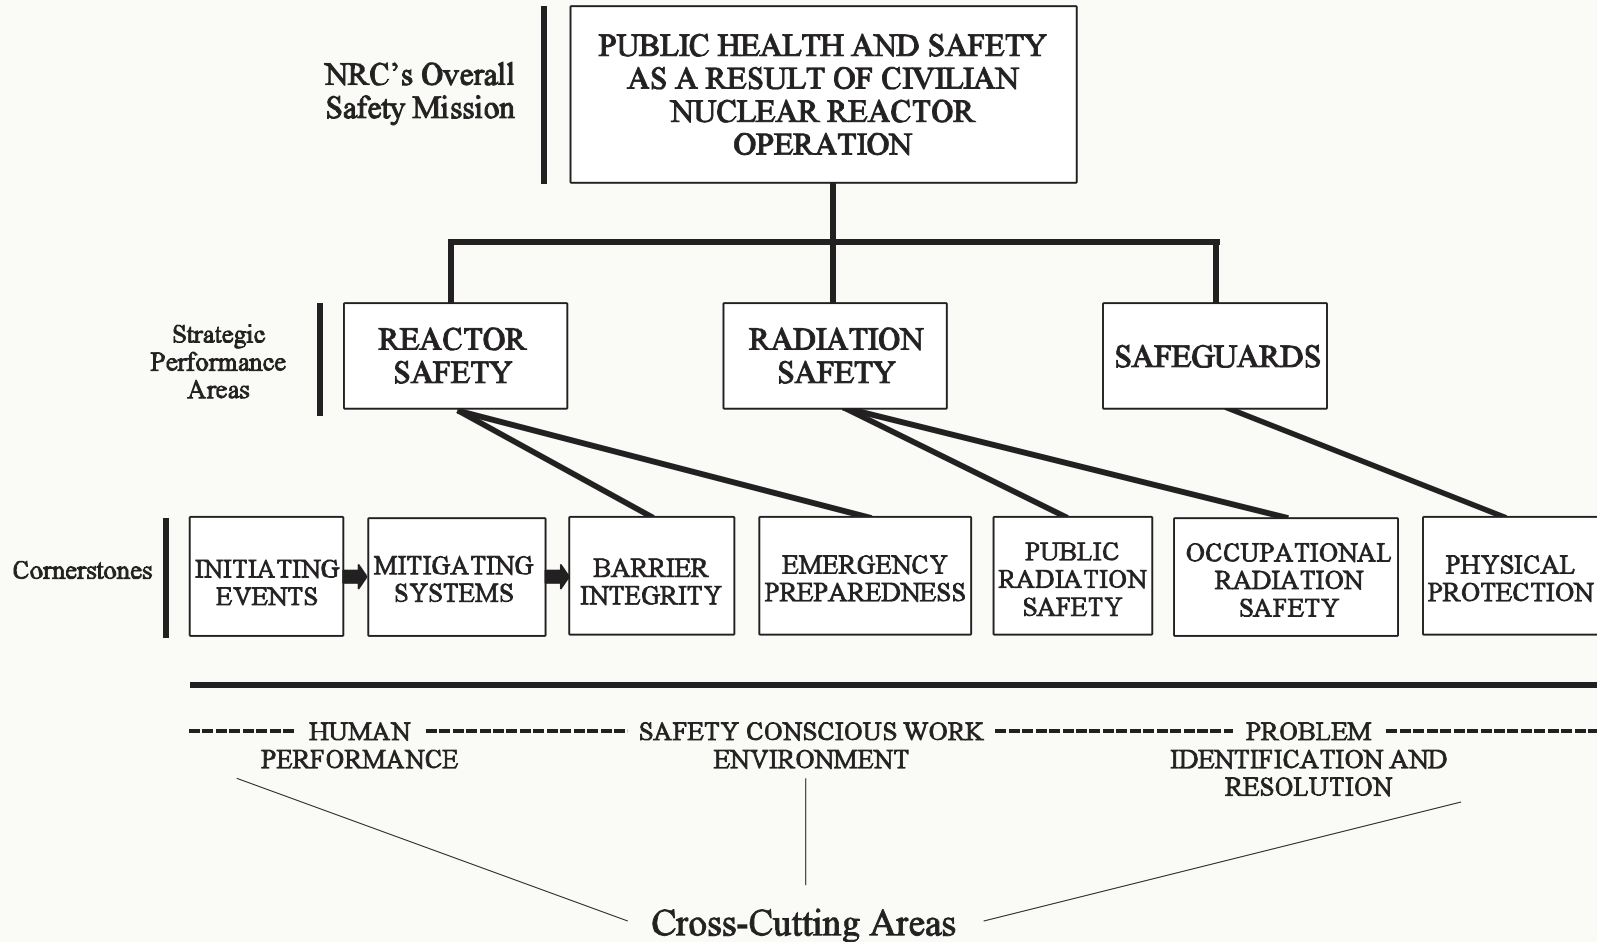 NRC's Overall
Safety Mission
PUBLIC HEALTH AND SAFETY
AS A RESULT OF CIVILIAN
NUCLEAR REACTOR
OPERATION
Strategic
Performance
Areas
REACTOR
SAFETY
RADIATION
SAFETY
SAFEGUARDS
Cornerstones
INITIATING
EVENTS
MITIGATING
SYSTEMS
BARRIER
INTEGRITY
EMERGENCY
PREPAREDNESS
PUBLIC
RADIATION
SAFETY
OCCUPATIONAL
RADIATION
SAFETY
PHYSICAL
PROTECTION
HUMAN
PERFORMANCE
SAFETY CONSCIOUS WORK
ENVIRONMENT
PROBLEM
IDENTIFICATION AND
RESOLUTION
Cross-Cutting Areas